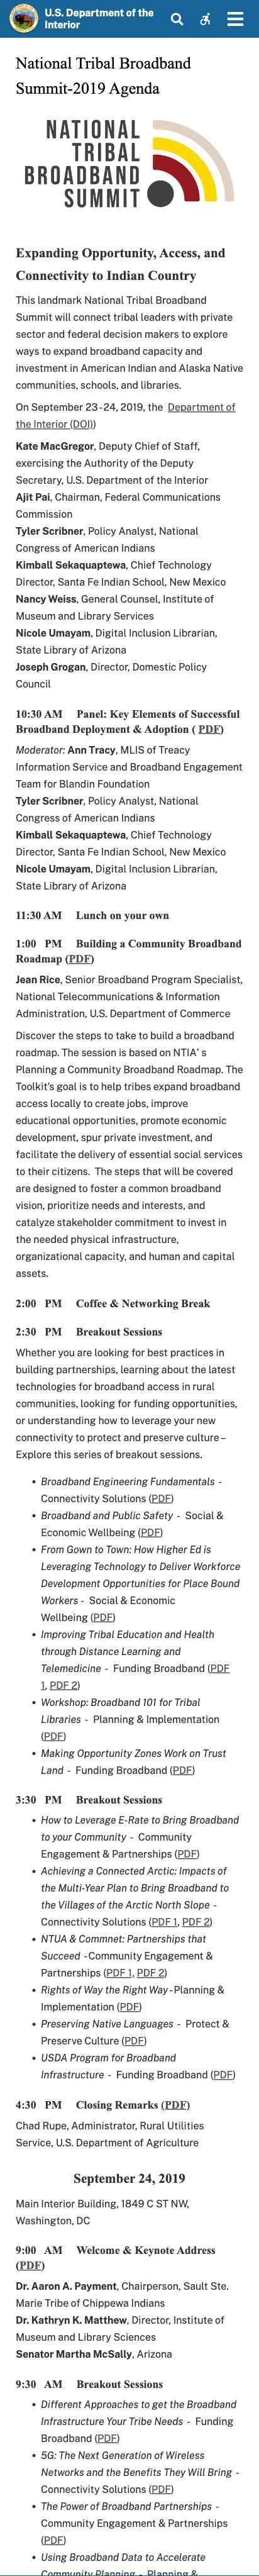 U.S. Department of the
Interior
National Tribal Broadband
Summit-2019 Agenda
NATIONAL
TRIBAL
BROADBAND
SUMMIT
Expanding Opportunity, Access, and
Connectivity to Indian Country
This landmark National Tribal Broadband
Summit will connect tribal leaders with private
sector and federal decision makers to explore
ways to expand broadband capacity and
investment in American Indian and Alaska Native
communities, schools, and libraries.
On September 23-24, 2019, the Department of
the Interior (DOI))
Kate MacGregor, Deputy Chief of Staff,
exercising the Authority of the Deputy
Secretary, U.S. Department of the Interior
Ajit Pai, Chairman, Federal Communications
Commission
Tyler Scribner, Policy Analyst, National
Congress of American Indians
Kimball Sekaquaptewa, Chief Technology
Director, Santa Fe Indian School, New Mexico
Nancy Weiss, General Counsel, Institute of
Museum and Library Services
Nicole Umayam, Digital Inclusion Librarian,
State Library of Arizona
Joseph Grogan, Director, Domestic Policy
Council
10:30 AM Panel: Key Elements of Successful
Broadband Deployment & Adoption ( PDF)
Moderator: Ann Tracy, MLIS of Treacy
Information Service and Broadband Engagement
Team for Blandin Foundation
Tyler Scribner, Policy Analyst, National
Congress of American Indians
Kimball Sekaquaptewa, Chief Technology
Director, Santa Fe Indian School, New Mexico
Nicole Umayam, Digital Inclusion Librarian,
State Library of Arizona
11:30 AM Lunch on your own
1:00 PM Building a Community Broadband
Roadmap (PDF)
Jean Rice, Senior Broadband Program Specialist,
National Telecommunications & Information
Administration, U.S. Department of Commerce
Discover the steps to take to build a broadband
roadmap. The session is based on NTIA' s
Planning a Community Broadband Roadmap. The
Toolkit's goal is to help tribes expand broadband
access locally to create jobs, improve
educational opportunities, promote economic
development, spur private investment, and
facilitate the delivery of essential social services
to their citizens. The steps that will be covered
are designed to foster a common broadband
vision, prioritize needs and interests, and
catalyze stakeholder commitment to invest in
the needed physical infrastructure,
organizational capacity, and human and capital
assets.
2:00 PM Coffee & Networking Break
2:30 PM Breakout Sessions
Whether you are looking for best practices in
building partnerships, learning about the latest
technologies for broadband access in rural
communities, looking for funding opportunities,
or understanding how to leverage your new
connectivity to protect and preserve culture–
Explore this series of breakout sessions.
• Broadband Engineering Fundamentals -
Connectivity Solutions (PDF)
• Broadband and Public Safety - Social &
Economic Wellbeing (PDF)
• From Gown to Town: How Higher Ed is
Leveraging Technology to Deliver Workforce
Development Opportunities for Place Bound
Workers - Social & Economic
Wellbeing (PDF)
• Improving Tribal Education and Health
through Distance Learning and
Telemedicine - Funding Broadband (PDF
1, PDF 2)
• Workshop: Broadband 101 for Tribal
Libraries - Planning & Implementation
(PDF)
• Making Opportunity Zones Work on Trust
Land - Funding Broadband (PDF)
3:30 PM Breakout Sessions
• How to Leverage E-Rate to Bring Broadband
to your Community - Community
Engagement & Partnerships (PDF)
• Achieving a Connected Arctic: Impacts of
the Multi-Year Plan to Bring Broadband to
the Villages of the Arctic North Slope -
Connectivity Solutions (PDF 1, PDF 2)
• NTUA & Commnet: Partnerships that
Succeed -Community Engagement &
Partnerships (PDF 1, PDF 2)
• Rights of Way the Right Way-Planning &
Implementation (PDF)
• Preserving Native Languages - Protect &
Preserve Culture (PDF)
• USDA Program for Broadband
Infrastructure - Funding Broadband (PDF)
4:30 PM Closing Remarks (PDF)
Chad Rupe, Administrator, Rural Utilities
Service, U.S. Department of Agriculture
September 24, 2019
Main Interior Building, 1849 C ST NW,
Washington, DC
9:00 AM Welcome & Keynote Address
(PDF)
Dr. Aaron A. Payment, Chairperson, Sault Ste.
Marie Tribe of Chippewa Indians
Dr. Kathryn K. Matthew, Director, Institute of
Museum and Library Sciences
Senator Martha McSally, Arizona
9:30 AM Breakout Sessions
• Different Approaches to get the Broadband
Infrastructure Your Tribe Needs - Funding
Broadband (PDF)
• 5G: The Next Generation of Wireless
Networks and the Benefits They Will Bring -
Connectivity Solutions (PDF)
• The Power of Broadband Partnerships -
Community Engagement & Partnerships
(PDF)
• Using Broadband Data to Accelerate
Community Planning - Planning &